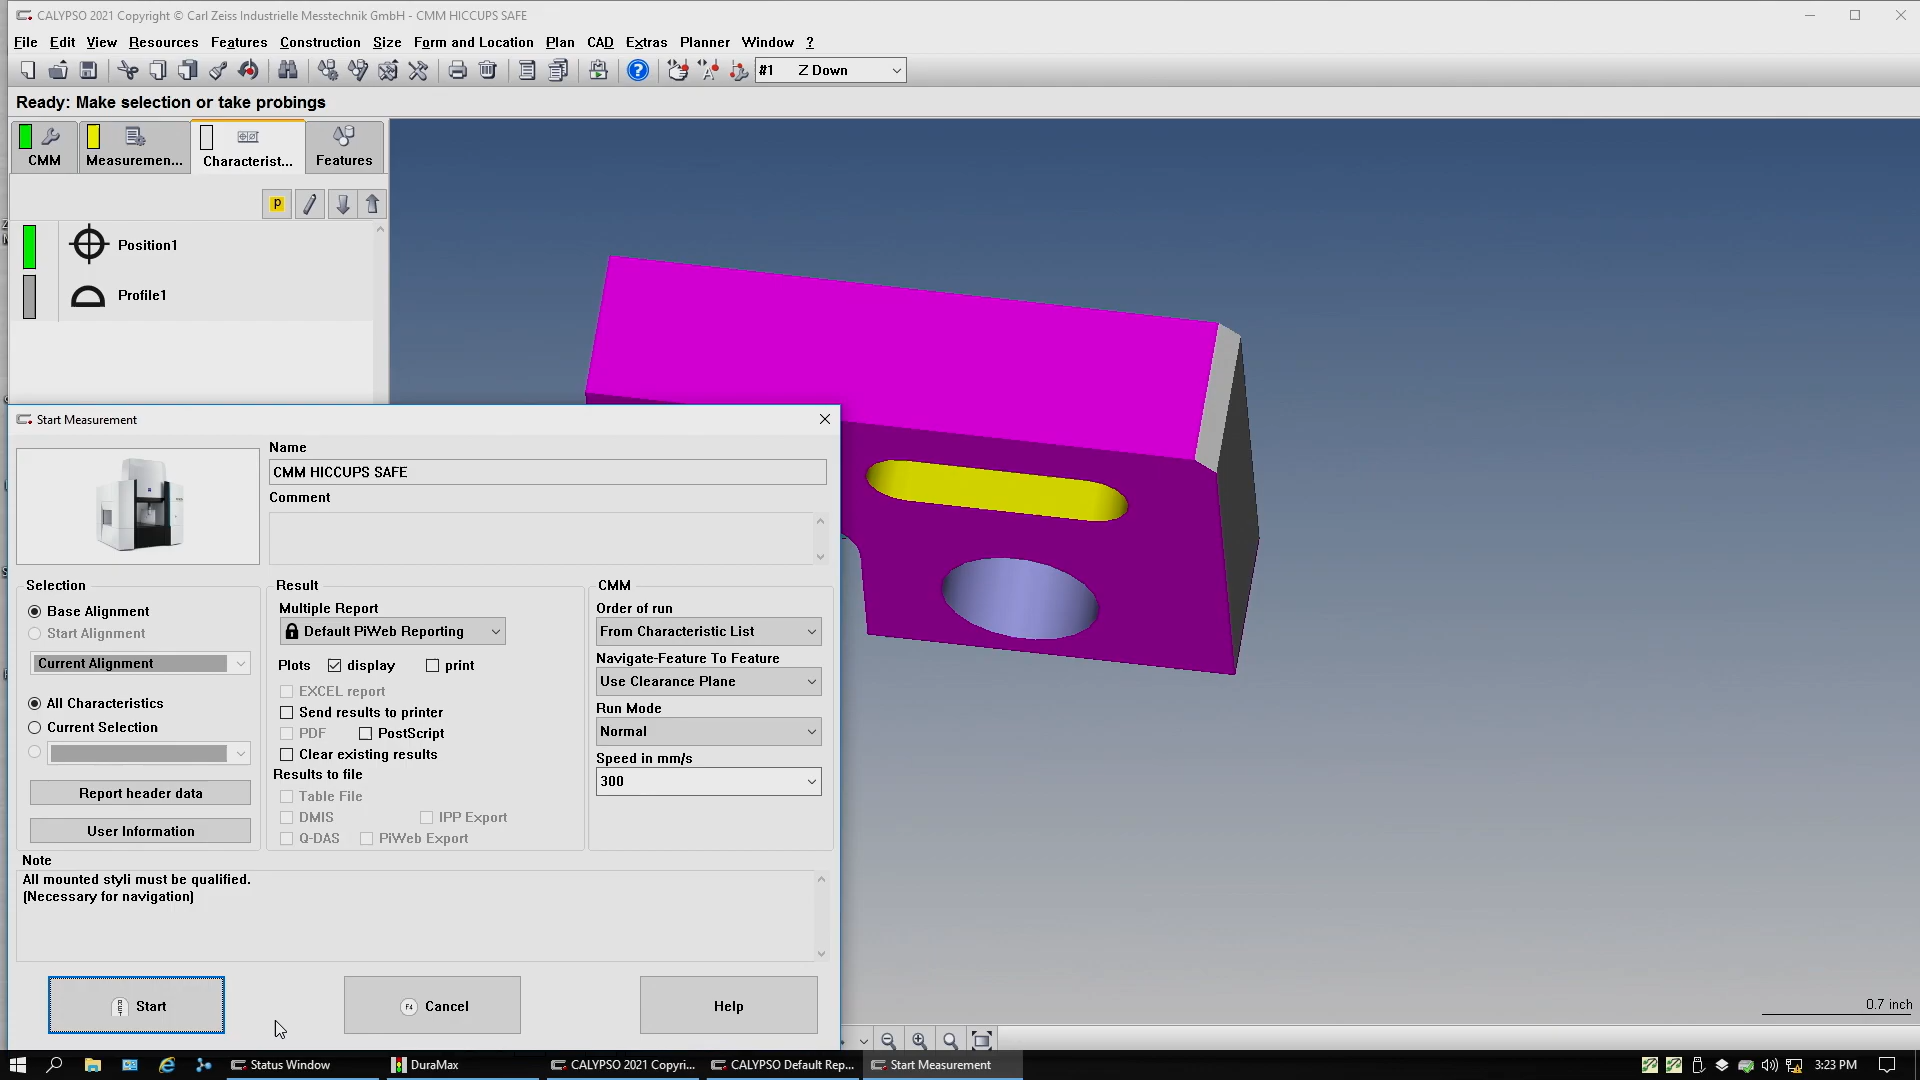 CALYPSO 2021 Copyright © Carl Zeiss Industrielle Messtechnik GmbH - CMM HICCUPS SAFE
File Edit View Resources Features Construction Size Form and Location Plan CAD Extras Planner Window ?
#1 Z Down
Ready: Make selection or take probings
CMM Measuremen... Characterist... Features
P
Position1
Profile1
Start Measurement
Name
CMM HICCUPS SAFE
Comment
Selection
Base Alignment
Start Alignment
Current Alignment
All Characteristics
Current Selection
Report header data
User Information
Result
Multiple Report
Default PiWeb Reporting
Plots display print
EXCEL report
Send results to printer
PDF PostScript
Clear existing results
Results to file
Table File
DMIS IPP Export
Q-DAS PiWeb Export
CMM
Order of run
From Characteristic List
Navigate-Feature To Feature
Use Clearance Plane
Run Mode
Normal
Speed in mm/s
300
Note
All mounted styli must be qualified.
(Necessary for navigation)
RET Start F4 Cancel Help
0.7 inch
Status Window DuraMax CALYPSO 2021 Copyri... CALYPSO Default Rep... Start Measurement 3:23 PM